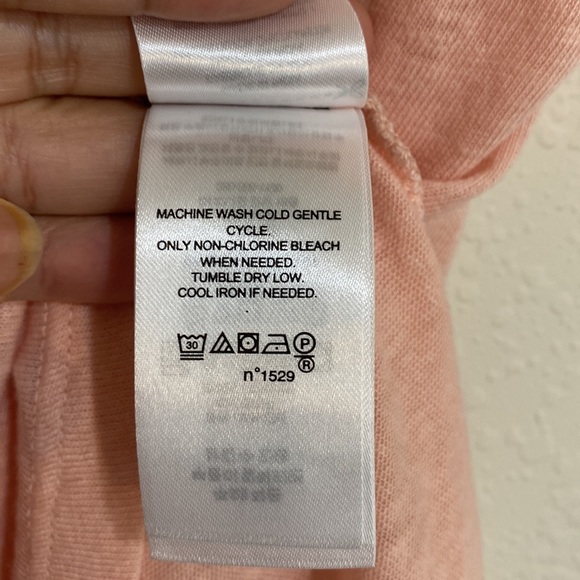 MACHINE WASH COLD GENTLE
CYCLE.
ONLY NON-CHLORINE BLEACH
WHEN NEEDED.
TUMBLE DRY LOW.
COOL IRON IF NEEDED.
30 P
R
n°1529